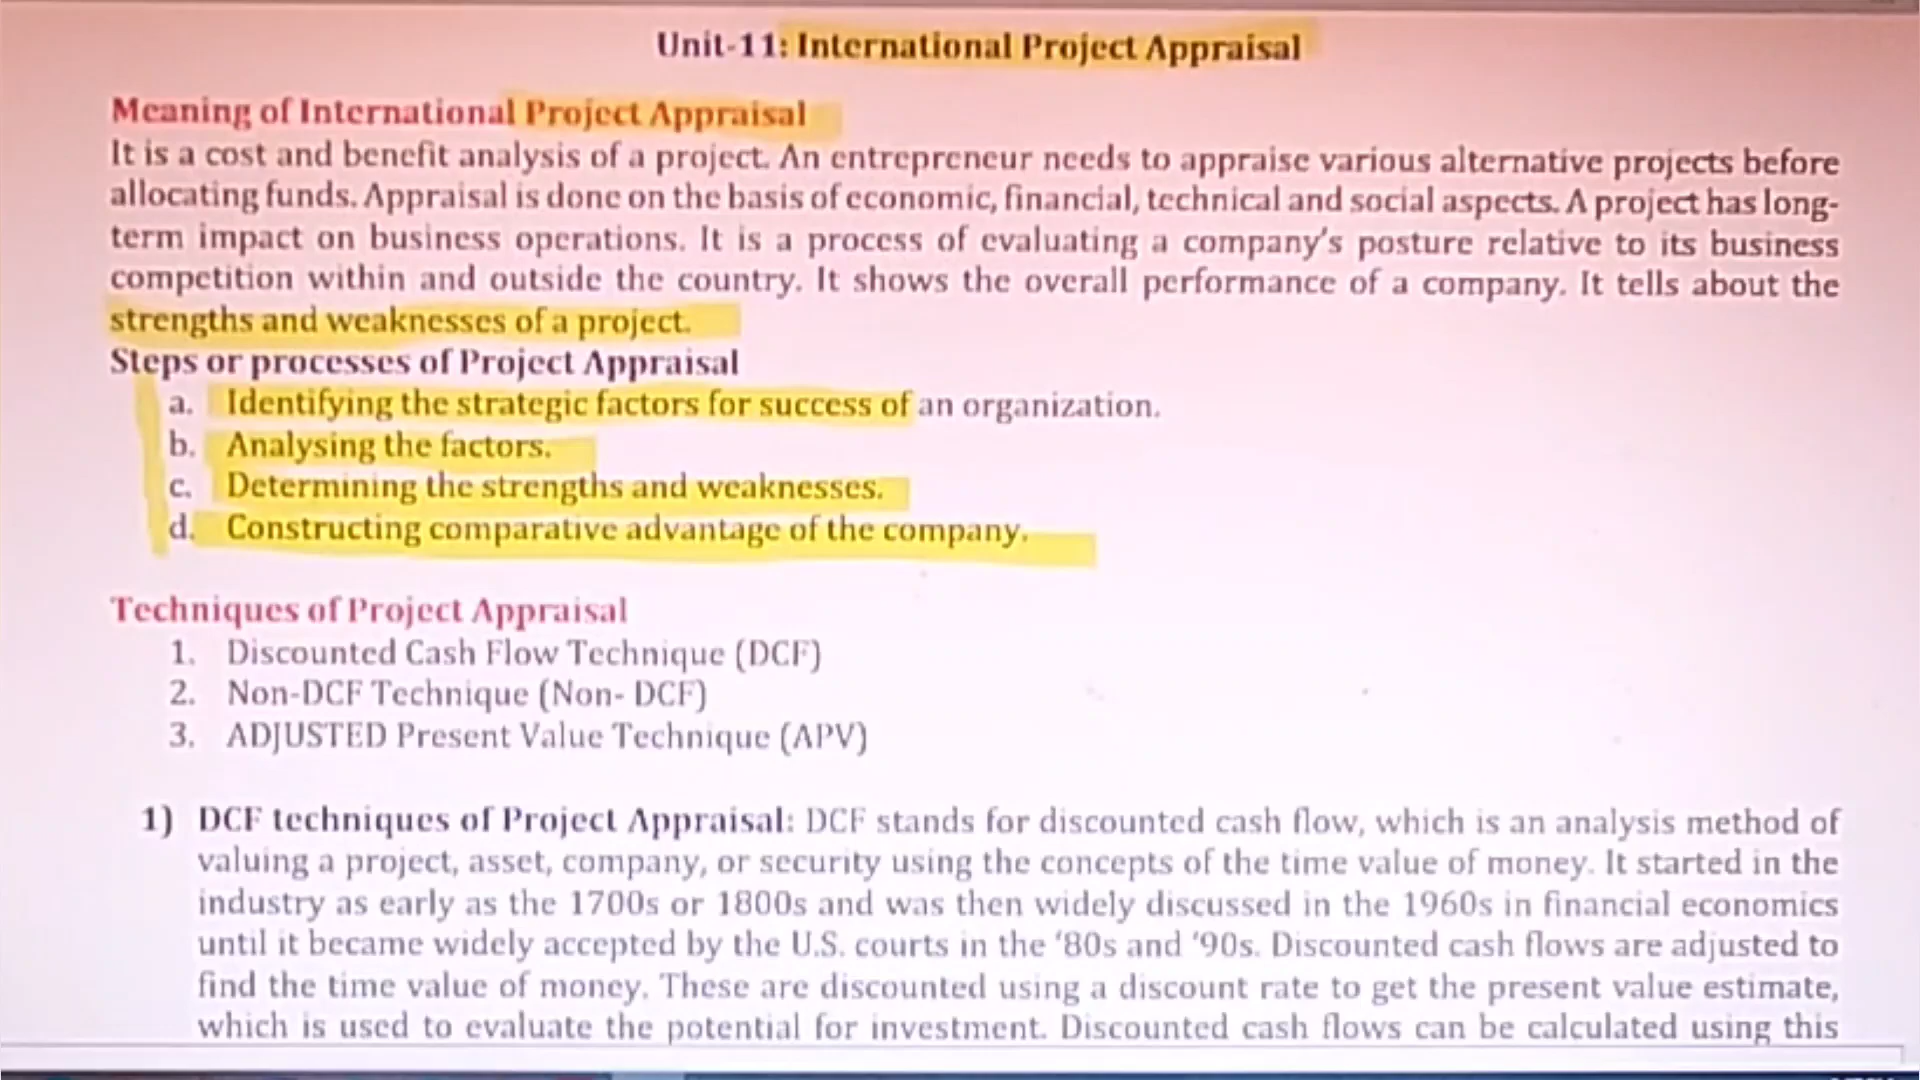 Unit-11: International Project Appraisal
Meaning of International Project Appraisal
It is a cost and benefit analysis of a project. An entrepreneur needs to appraise various alternative projects before
allocating funds. Appraisal is done on the basis of economic, financial, technical and social aspects. A project has long-
term impact on business operations. It is a process of evaluating a company's posture relative to its business
competition within and outside the country. It shows the overall performance of a company. It tells about the
strengths and weaknesses of a project.
Steps or processes of Project Appraisal
a. Identifying the strategic factors for success of an organization.
b. Analysing the factors.
c. Determining the strengths and weaknesses.
d. Constructing comparative advantage of the company.
Techniques of Project Appraisal
1. Discounted Cash Flow Technique (DCF)
2. Non-DCF Technique (Non- DCF)
3. ADJUSTED Present Value Technique (APV)
1) DCF techniques of Project Appraisal: DCF stands for discounted cash flow, which is an analysis method of
valuing a project, asset, company, or security using the concepts of the time value of money. It started in the
industry as early as the 1700s or 1800s and was then widely discussed in the 1960s in financial economics
until it became widely accepted by the U.S. courts in the '80s and '90s. Discounted cash flows are adjusted to
find the time value of money. These are discounted using a discount rate to get the present value estimate,
which is used to evaluate the potential for investment. Discounted cash flows can be calculated using this